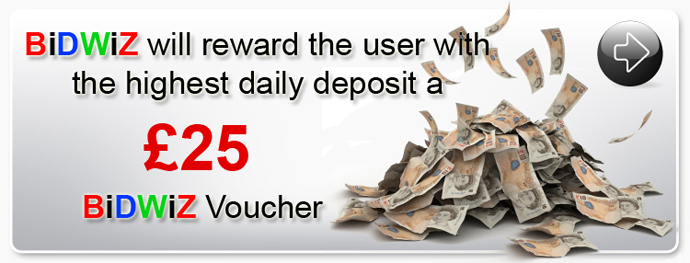 BiDWiZ will reward the user with
the highest daily deposit a
£25
BiDWiZ Voucher